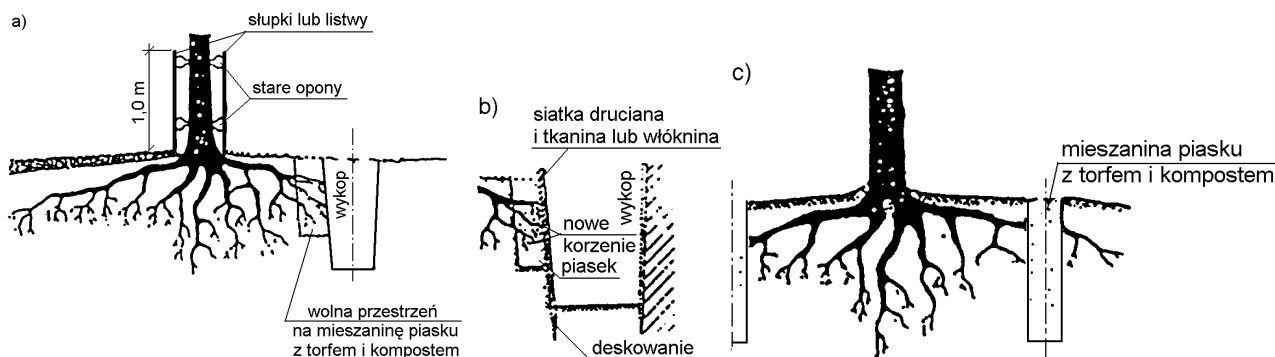 a)
słupki lub listwy
1,0 m
stare opony
wykop
wolna przestrzeń
na mieszaninę piasku
z torfem i kompostem
b)
siatka druciana
i tkanina lub włóknina
wykop
nowe
korzenie
piasek
deskowanie
c)
mieszanina piasku
z torfem i kompostem